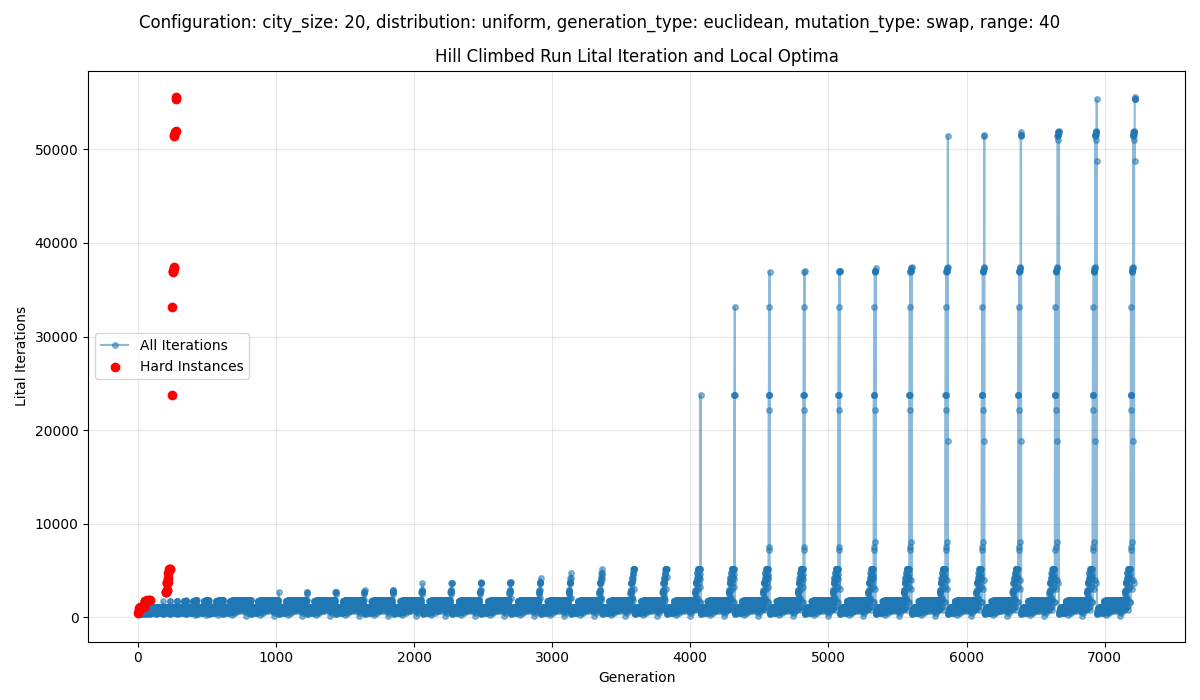 Configuration: city_size: 20, distribution: uniform, generation_type: euclidean, mutation_type: swap, range: 40
Hill Climbed Run Lital Iteration and Local Optima
Lital Iterations
50000
40000
30000
20000
10000
0
All Iterations
Hard Instances
0 1000 2000 3000 4000 5000 6000 7000
Generation